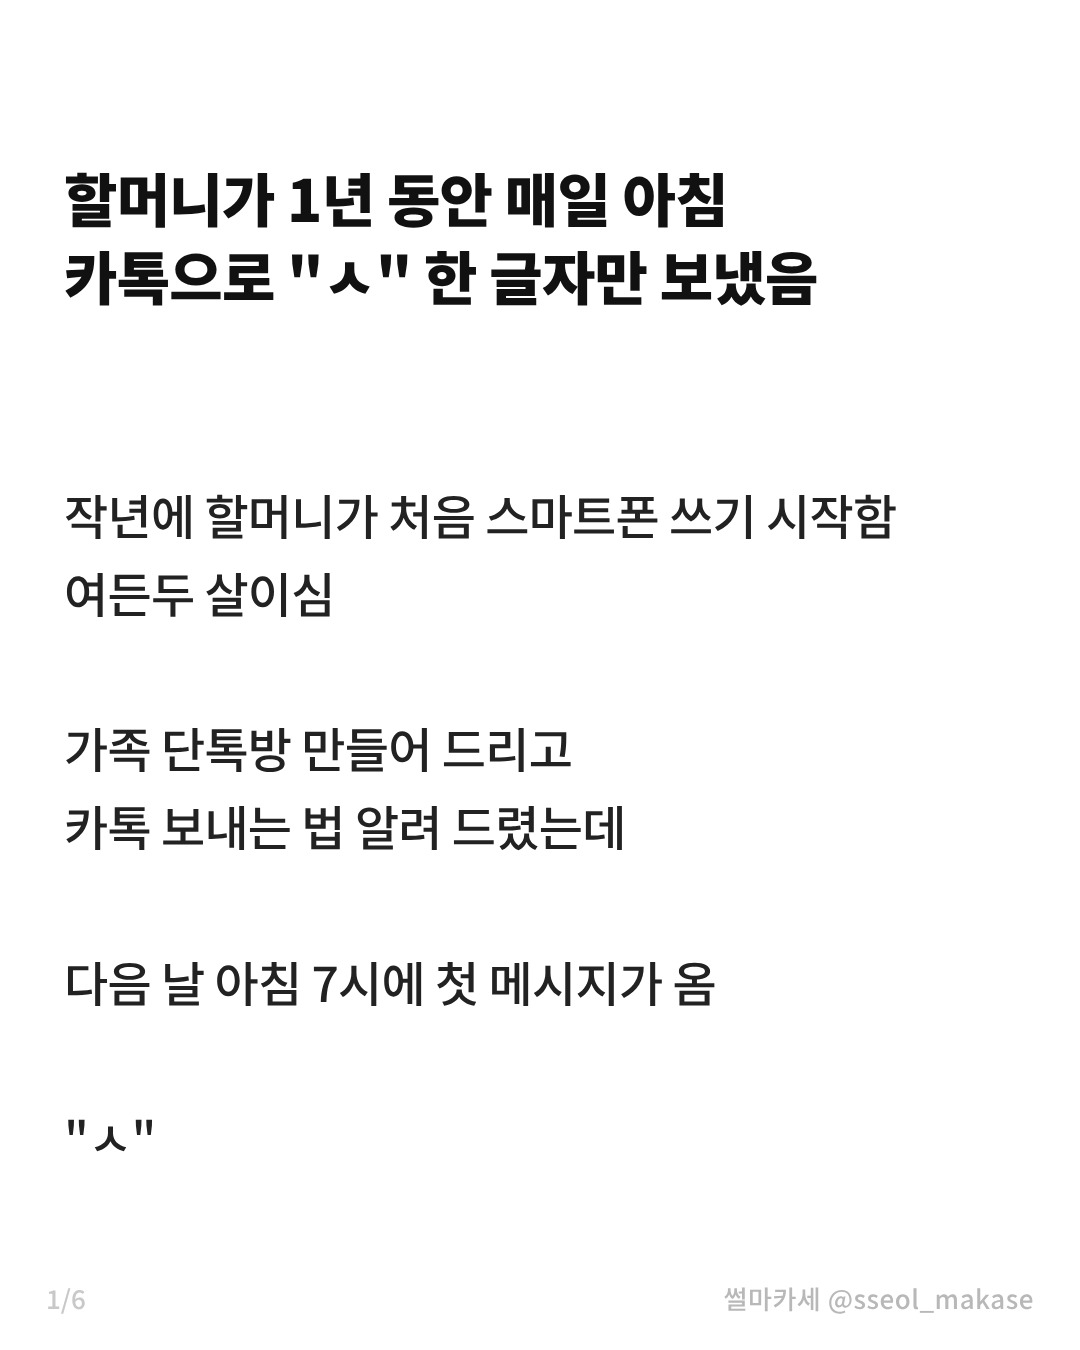 할머니가 1년 동안 매일 아침
카톡으로 "ㅅ" 한 글자만 보냈음
작년에 할머니가 처음 스마트폰 쓰기 시작함
여든두 살이심
가족 단톡방 만들어 드리고
카톡 보내는 법 알려 드렸는데
다음 날 아침 7시에 첫 메시지가 옴
"ㅅ"
1/6
썰마카세 @sseol_makase